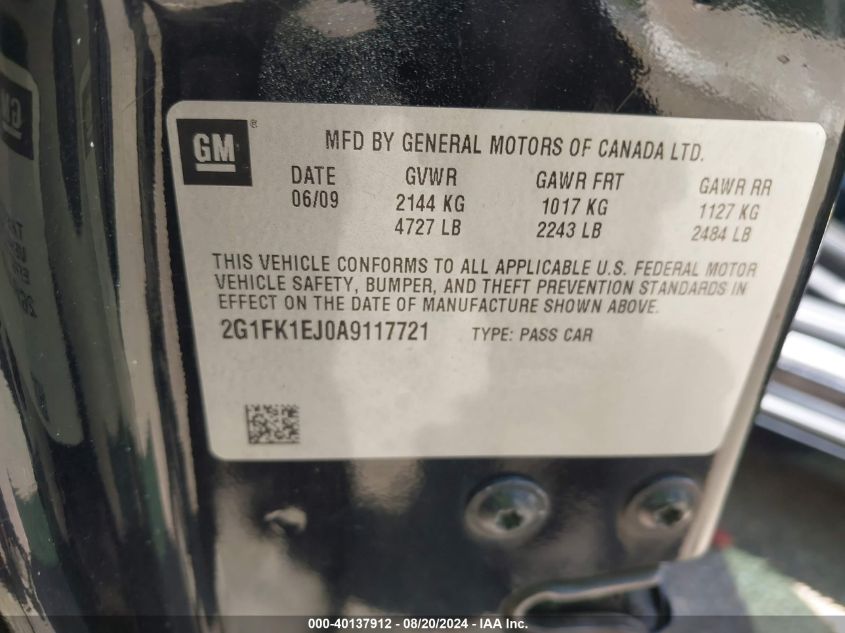 GM ® MFD BY GENERAL MOTORS OF CANADA LTD.
DATE GVWR GAWR FRT GAWR RR
06/09 2144 KG 1017 KG 1127 KG
4727 LB 2243 LB 2484 LB
THIS VEHICLE CONFORMS TO ALL APPLICABLE U.S. FEDERAL MOTOR
VEHICLE SAFETY, BUMPER, AND THEFT PREVENTION STANDARDS IN
EFFECT ON THE DATE OF MANUFACTURE SHOWN ABOVE.
2G1FK1EJ0A9117721 TYPE: PASS CAR
000-40137912 - 08/20/2024 - IAAI INC.